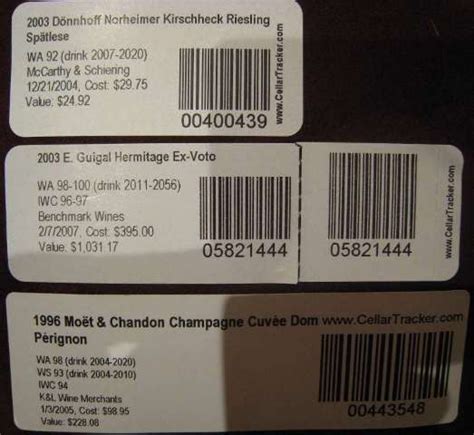 2003 Dönnhoff Norheimer Kirschheck Riesling
Spätlese
WA 92 (drink 2007-2020)
McCarthy & Schiering
12/21/2004, Cost: $29.75
Value: $24.92
00400439
www.CellarTracker.com
2003 E. Guigal Hermitage Ex-Voto
WA 98-100 (drink 2011-2056)
IWC 96-97
Benchmark Wines
2/7/2007, Cost: $395.00
Value: $1,031.17
05821444
05821444
www.CellarTracker.com
1996 Moët & Chandon Champagne Cuvée Dom www.CellarTracker.com
Pérignon
WA 98 (drink 2004-2020)
WS 93 (drink 2004-2010)
IWC 94
K&L Wine Merchants
1/3/2005, Cost: $98.95
Value: $228.08
00443548